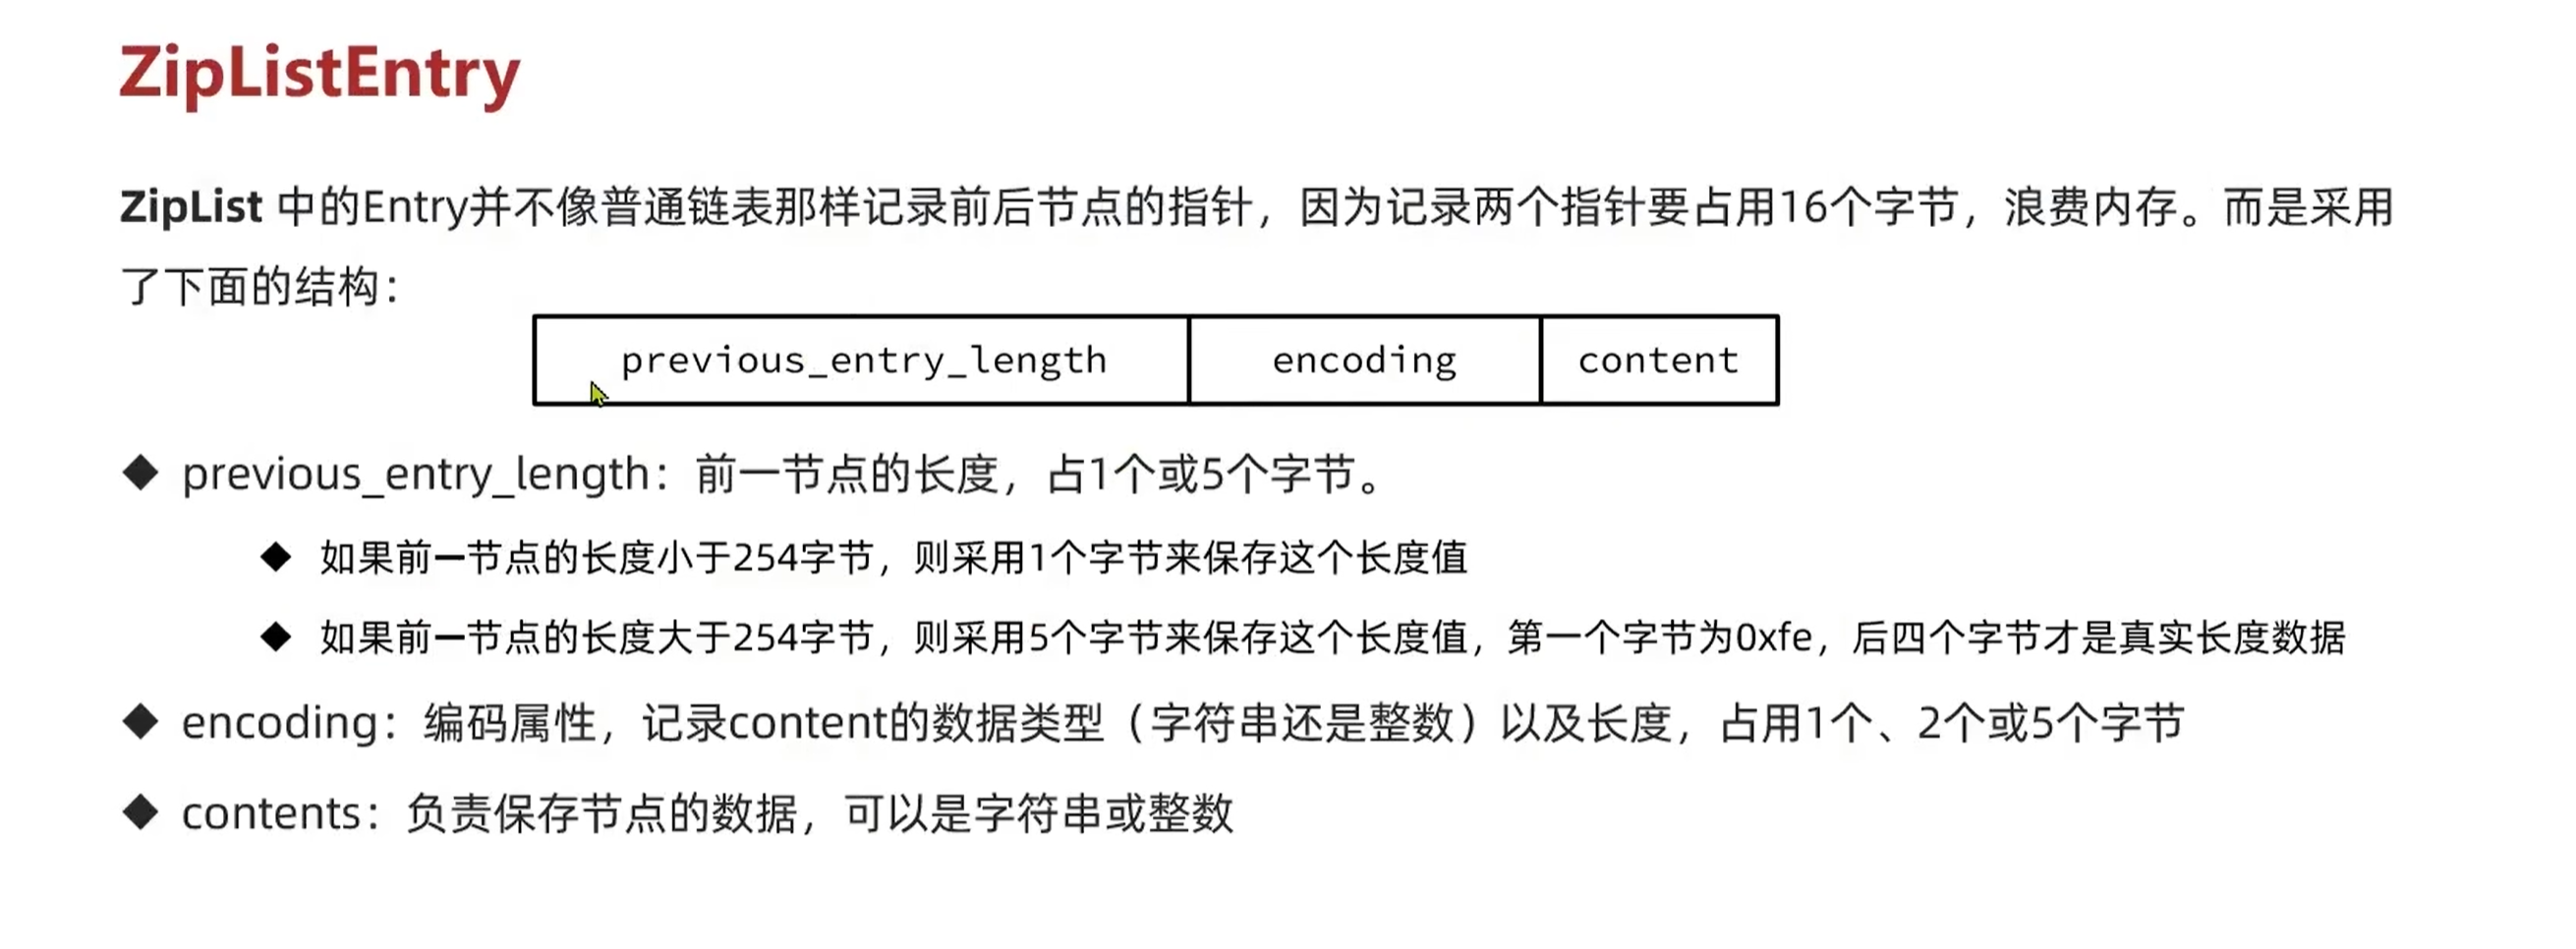 ZipListEntry
ZipList 中的Entry并不像普通链表那样记录前后节点的指针，因为记录两个指针要占用16个字节，浪费内存。而是采用
了下面的结构：
previous_entry_length encoding content
◆ previous_entry_length：前一节点的长度，占1个或5个字节。
◆ 如果前一节点的长度小于254字节，则采用1个字节来保存这个长度值
◆ 如果前一节点的长度大于254字节，则采用5个字节来保存这个长度值，第一个字节为0xfe，后四个字节才是真实长度数据
◆ encoding：编码属性，记录content的数据类型（字符串还是整数）以及长度，占用1个、2个或5个字节
◆ contents：负责保存节点的数据，可以是字符串或整数